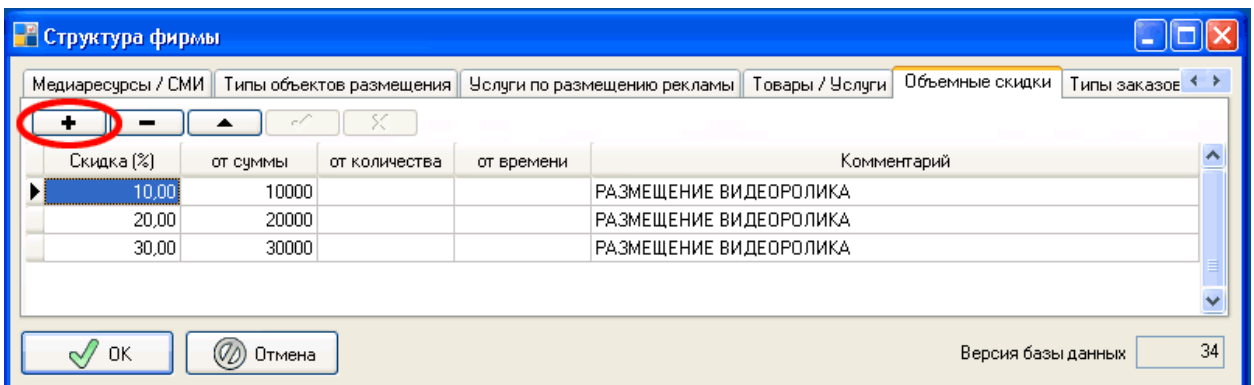 Структура фирмы
Медиаресурсы / СМИ Типы объектов размещения Услуги по размещению рекламы Товары / Услуги Объемные скидки Типы заказов
Скидка (%) от суммы от количества от времени Комментарий
10,00 10000 РАЗМЕЩЕНИЕ ВИДЕОРОЛИКА
20,00 20000 РАЗМЕЩЕНИЕ ВИДЕОРОЛИКА
30,00 30000 РАЗМЕЩЕНИЕ ВИДЕОРОЛИКА
OK Отмена Версия базы данных 34